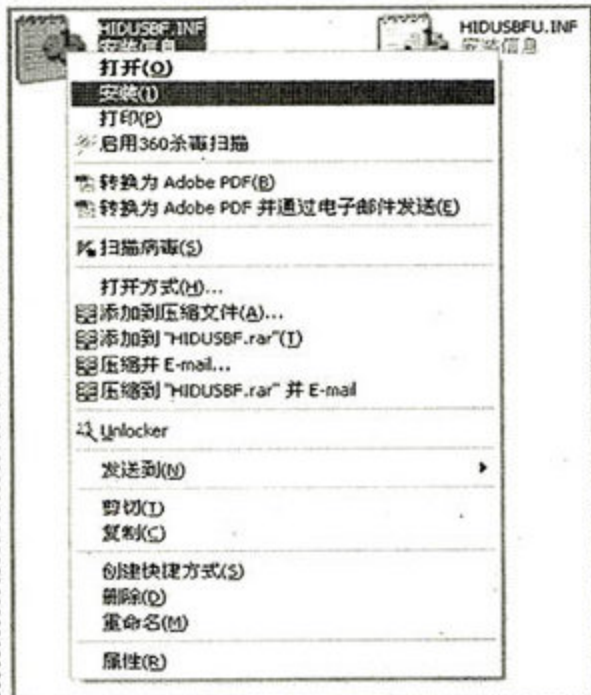 HIDUSBF.INF
安装信息
HIDUSBFU.INF
安装信息
打开(O)
安装(I)
打印(P)
启用360杀毒扫描
转换为 Adobe PDF(B)
转换为 Adobe PDF 并通过电子邮件发送(E)
扫描病毒(S)
打开方式(H)...
添加到压缩文件(A)...
添加到 "HIDUSBF.rar"(T)
压缩并 E-mail...
压缩到 "HIDUSBF.rar" 并 E-mail
Unlocker
发送到(N)
剪切(T)
复制(C)
创建快捷方式(S)
删除(D)
重命名(M)
属性(R)